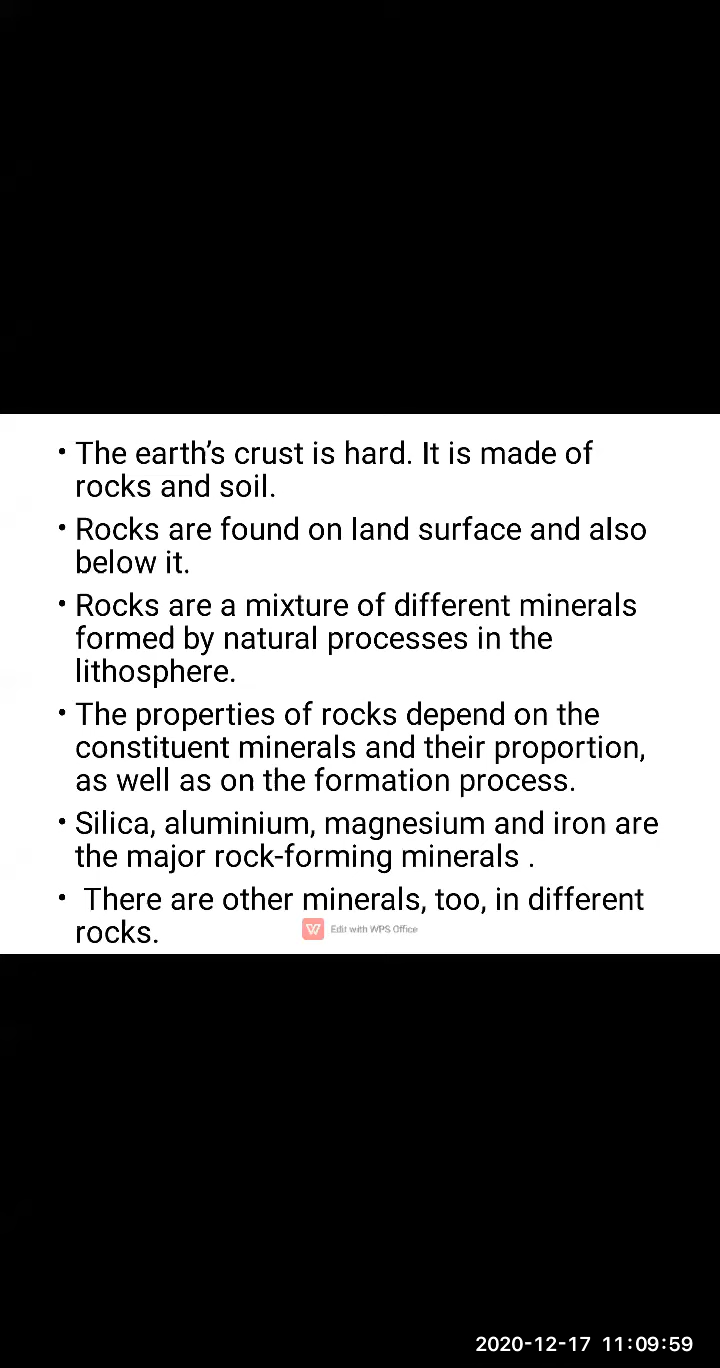 • The earth’s crust is hard. It is made of
rocks and soil.
• Rocks are found on land surface and also
below it.
• Rocks are a mixture of different minerals
formed by natural processes in the
lithosphere.
• The properties of rocks depend on the
constituent minerals and their proportion,
as well as on the formation process.
• Silica, aluminium, magnesium and iron are
the major rock-forming minerals .
• There are other minerals, too, in different
rocks.
W Edit with WPS Office
2020-12-17 11:09:59